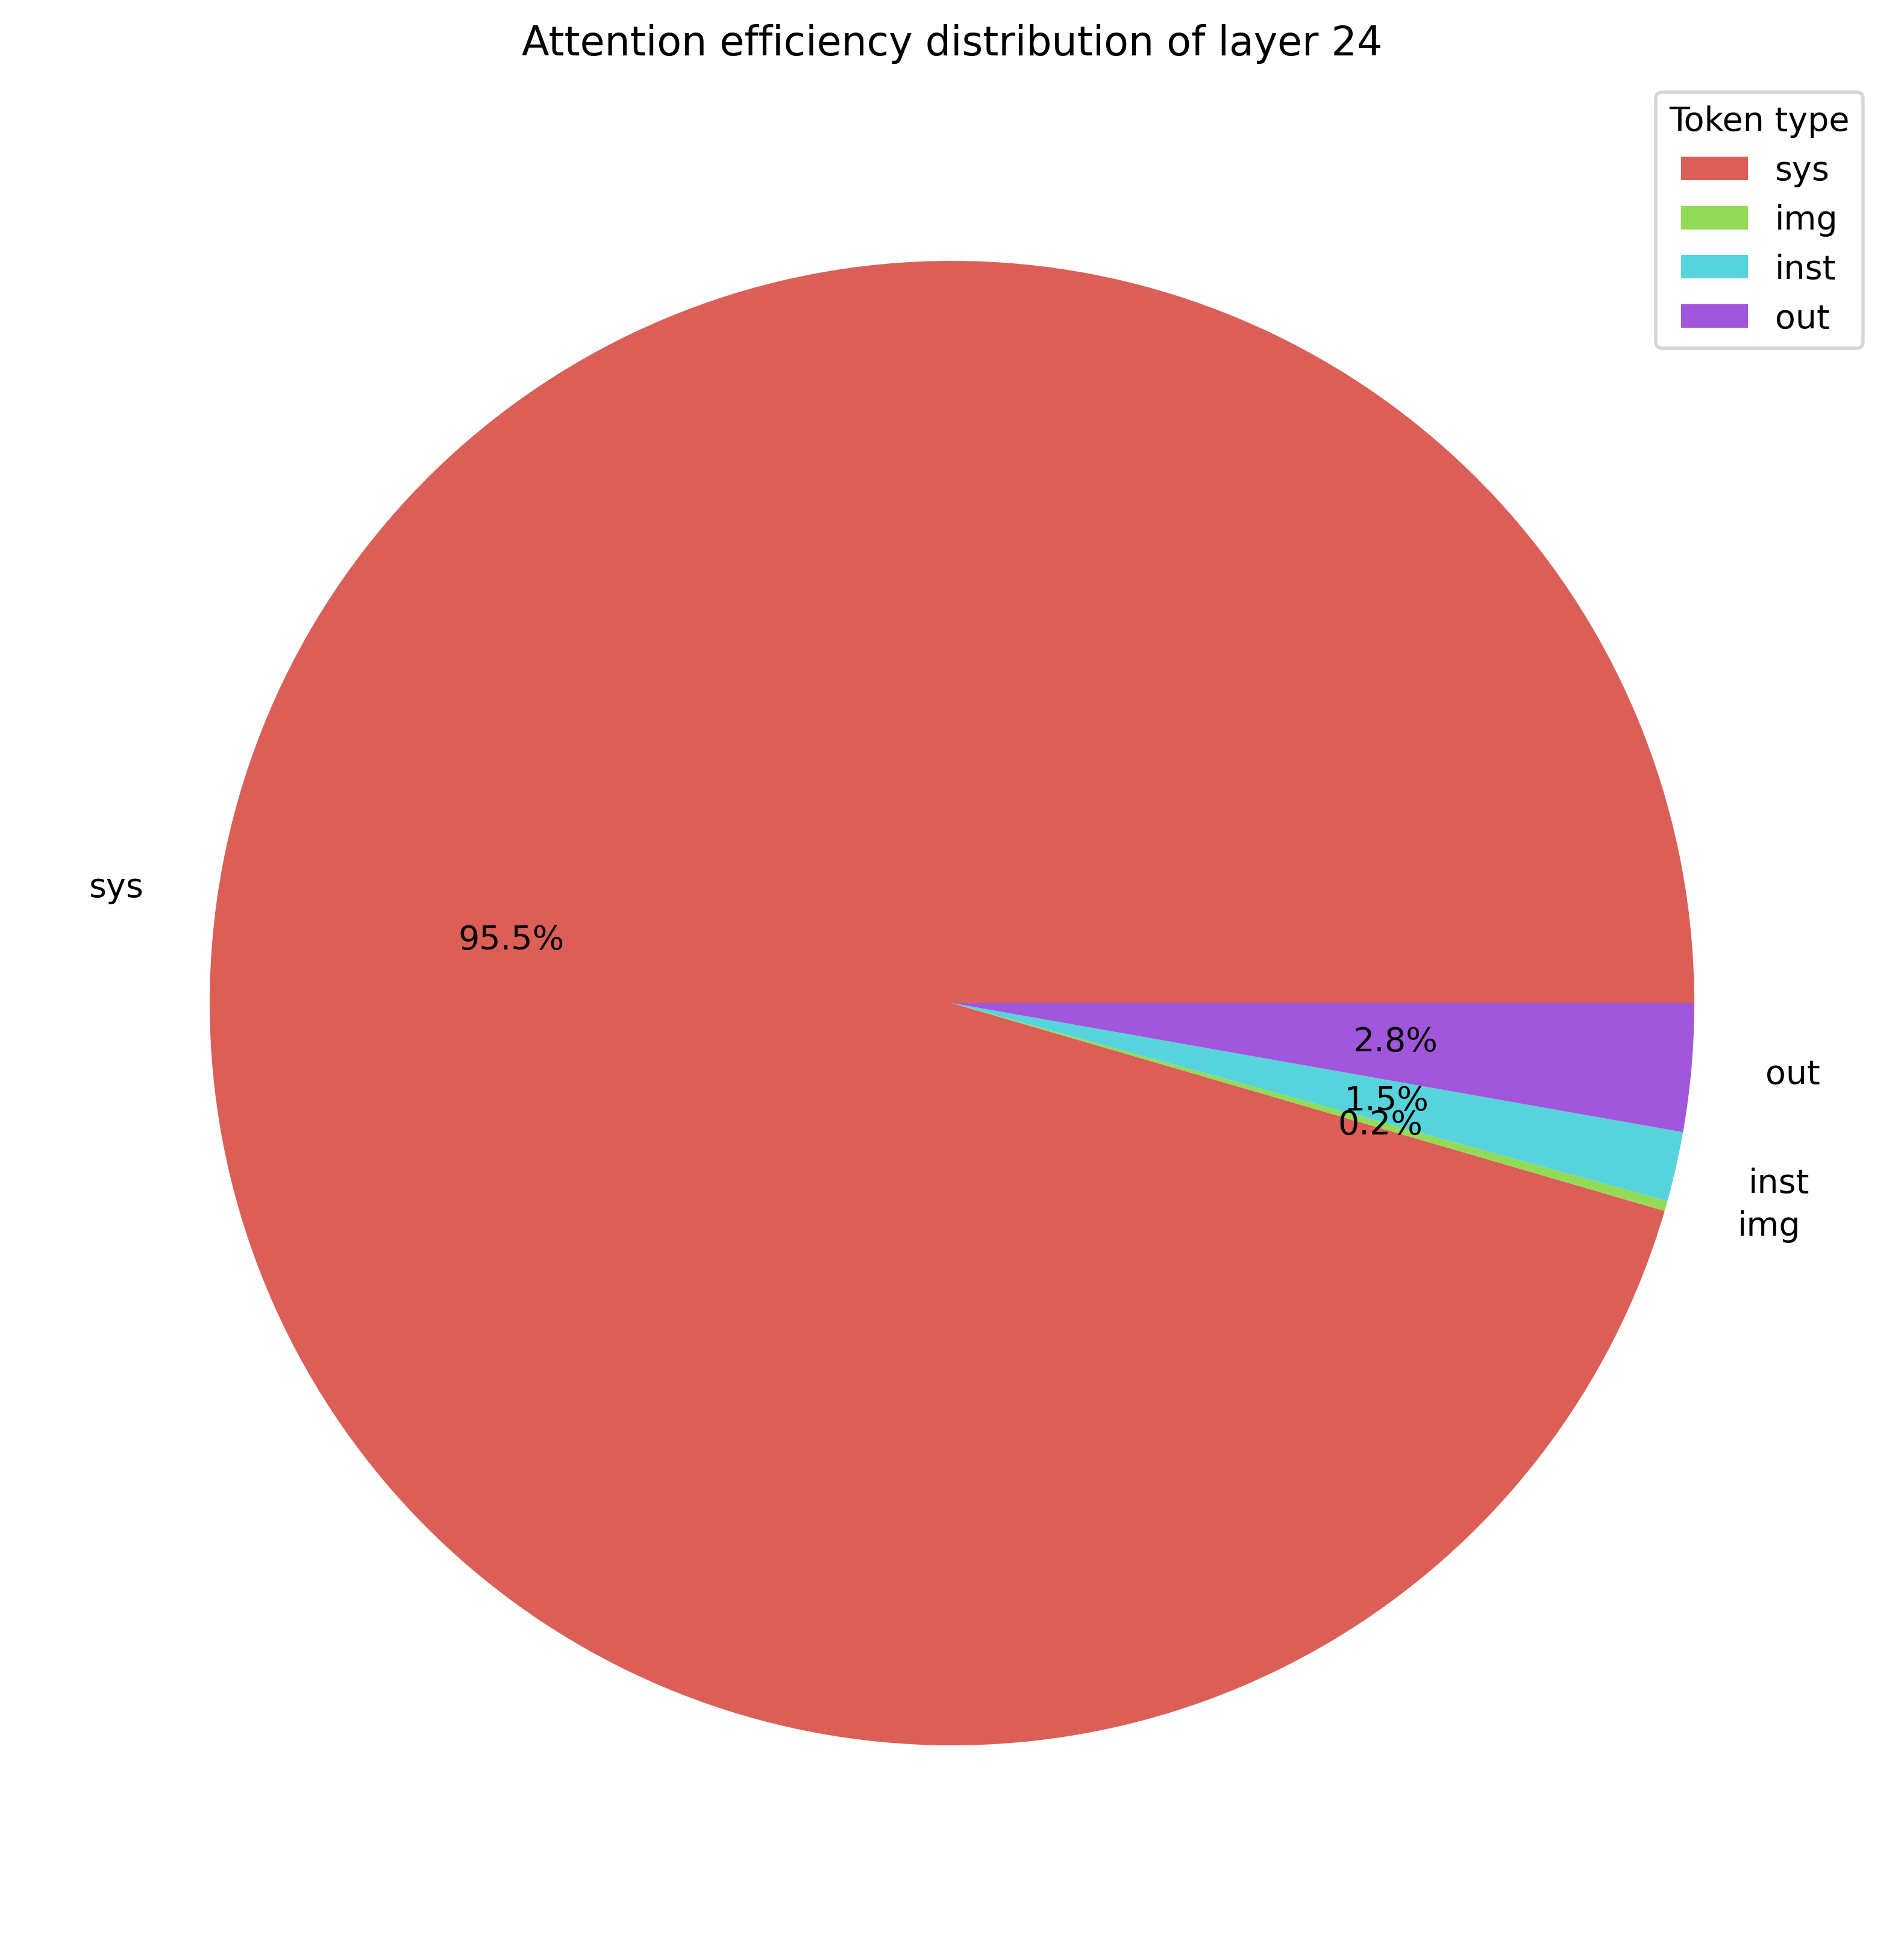 Attention efficiency distribution of layer 24
Token type
sys
img
inst
out
sys
95.5%
2.8%
out
1.5%
0.2%
inst
img